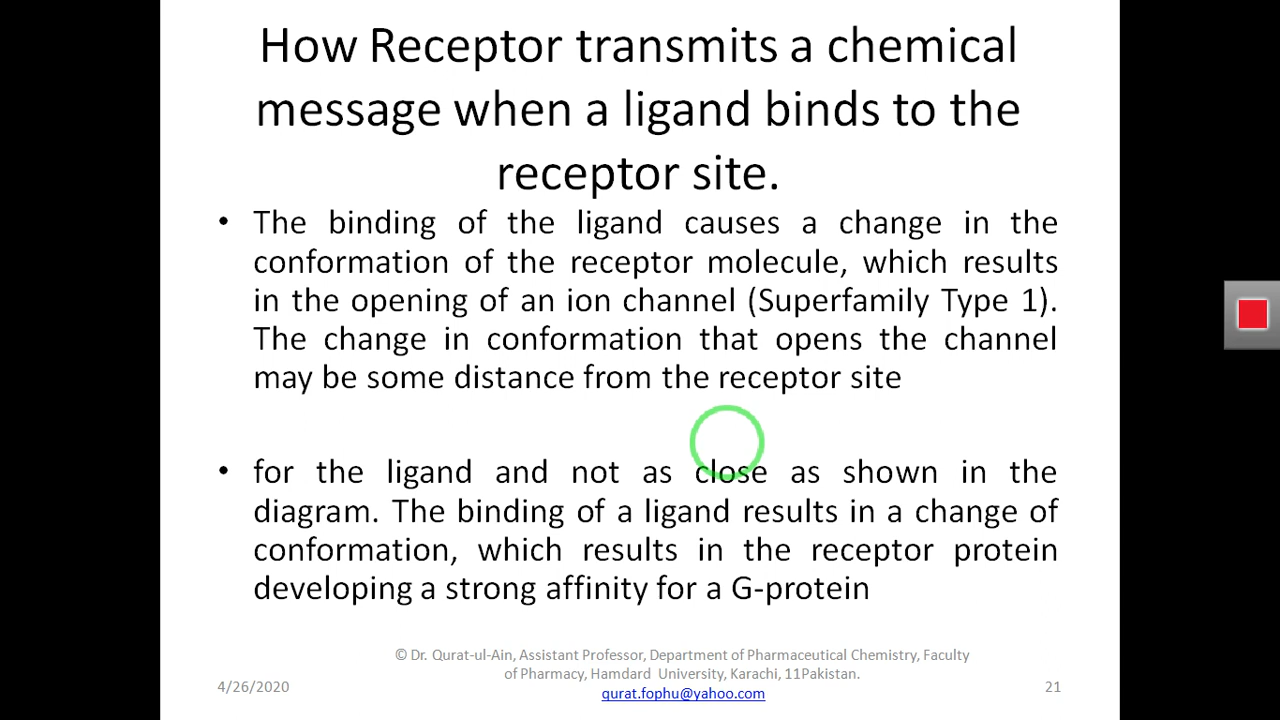 How Receptor transmits a chemical
message when a ligand binds to the
receptor site.
• The binding of the ligand causes a change in the
conformation of the receptor molecule, which results
in the opening of an ion channel (Superfamily Type 1).
The change in conformation that opens the channel
may be some distance from the receptor site
• for the ligand and not as close as shown in the
diagram. The binding of a ligand results in a change of
conformation, which results in the receptor protein
developing a strong affinity for a G-protein
© Dr. Qurat-ul-Ain, Assistant Professor, Department of Pharmaceutical Chemistry, Faculty
of Pharmacy, Hamdard University, Karachi, 11Pakistan.
qurat.fophu@yahoo.com
4/26/2020
21